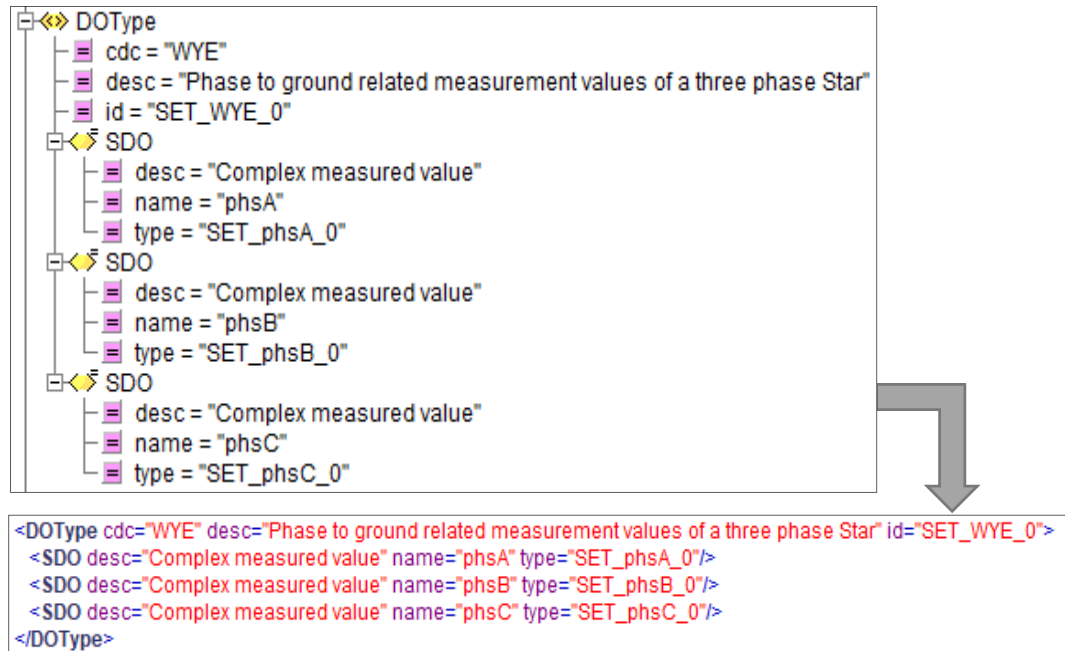 DOType
cdc = "WYE"
desc = "Phase to ground related measurement values of a three phase Star"
id = "SET_WYE_0"
SDO
desc = "Complex measured value"
name = "phsA"
type = "SET_phsA_0"
SDO
desc = "Complex measured value"
name = "phsB"
type = "SET_phsB_0"
SDO
desc = "Complex measured value"
name = "phsC"
type = "SET_phsC_0"
<DOType cdc="WYE" desc="Phase to ground related measurement values of a three phase Star" id="SET_WYE_0">
<SDO desc="Complex measured value" name="phsA" type="SET_phsA_0"/>
<SDO desc="Complex measured value" name="phsB" type="SET_phsB_0"/>
<SDO desc="Complex measured value" name="phsC" type="SET_phsC_0"/>
</DOType>